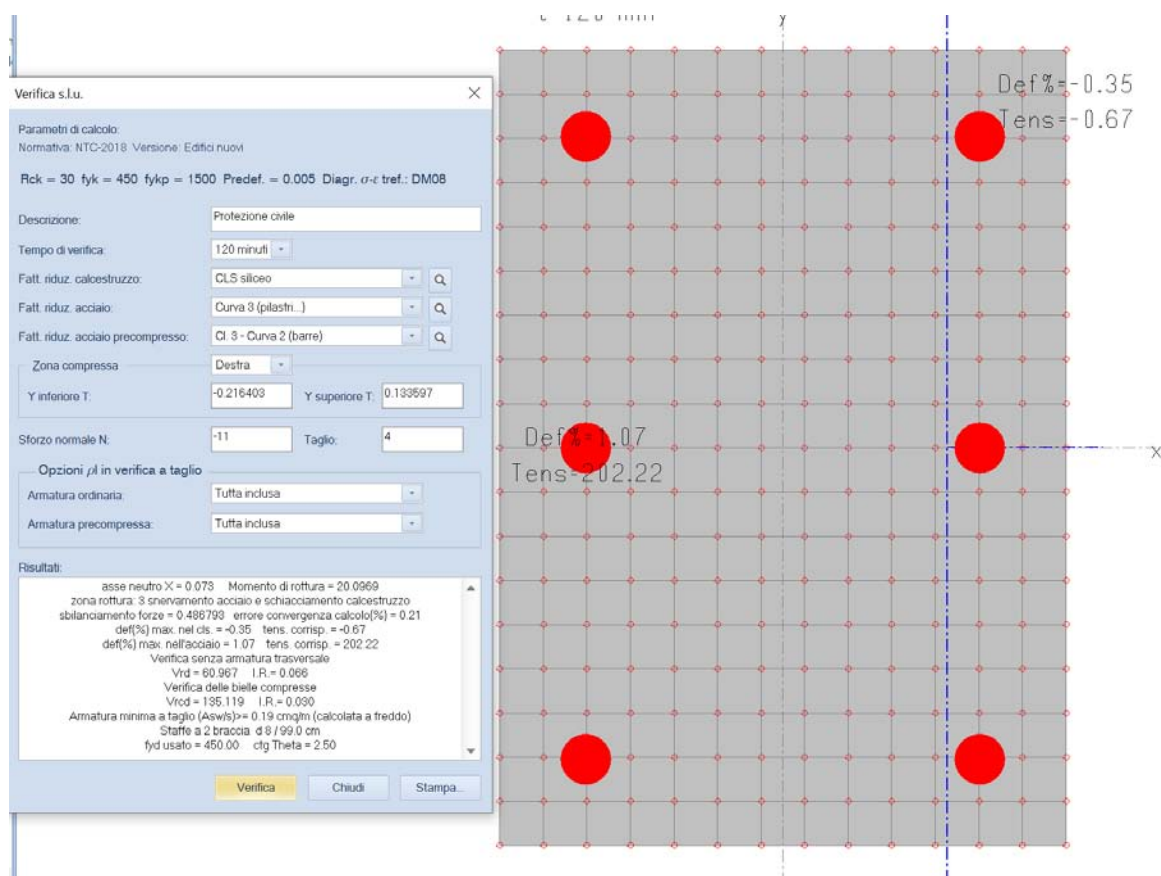 Verifica s.l.u.
Parametri di calcolo:
Normativa: NTC-2018 Versione: Edifici nuovi
Rck = 30 fyk = 450 fykp = 1500 Predef. = 0.005 Diagr. σ-ε tref.: DM08
Descrizione: Protezione civile
Tempo di verifica: 120 minuti
Fatt. riduz. calcestruzzo: CLS siliceo
Fatt. riduz. acciaio: Curva 3 (pilastri...)
Fatt. riduz. acciaio precompresso: Cl. 3 - Curva 2 (barre)
Zona compressa Destra
Y inferiore T: -0.216403 Y superiore T: 0.133597
Sforzo normale N: -11 Taglio: 4
Opzioni ρl in verifica a taglio
Armatura ordinaria: Tutta inclusa
Armatura precompressa: Tutta inclusa
Risultati:
asse neutro X = 0.073 Momento di rottura = 20.0969
zona rottura: 3 snervamento acciaio e schiacciamento calcestruzzo
sbilanciamento forze = 0.486793 errore convergenza calcolo(%) = 0.21
def(%) max. nel cls. = -0.35 tens. corrisp. = -0.67
def(%) max. nell'acciaio = 1.07 tens. corrisp. = 202.22
Verifica senza armatura trasversale
Vrd = 60.967 I.R.= 0.066
Verifica delle bielle compresse
Vrcd = 135.119 I.R.= 0.030
Armatura minima a taglio (Asw/s)>= 0.19 cmq/m (calcolata a freddo)
Staffe a 2 braccia d 8 / 99.0 cm
fyd usato = 450.00 ctg Theta = 2.50
Verifica Chiudi Stampa...
y
Def%=-0.35
Tens=-0.67
Def%=1.07
Tens=202.22
x